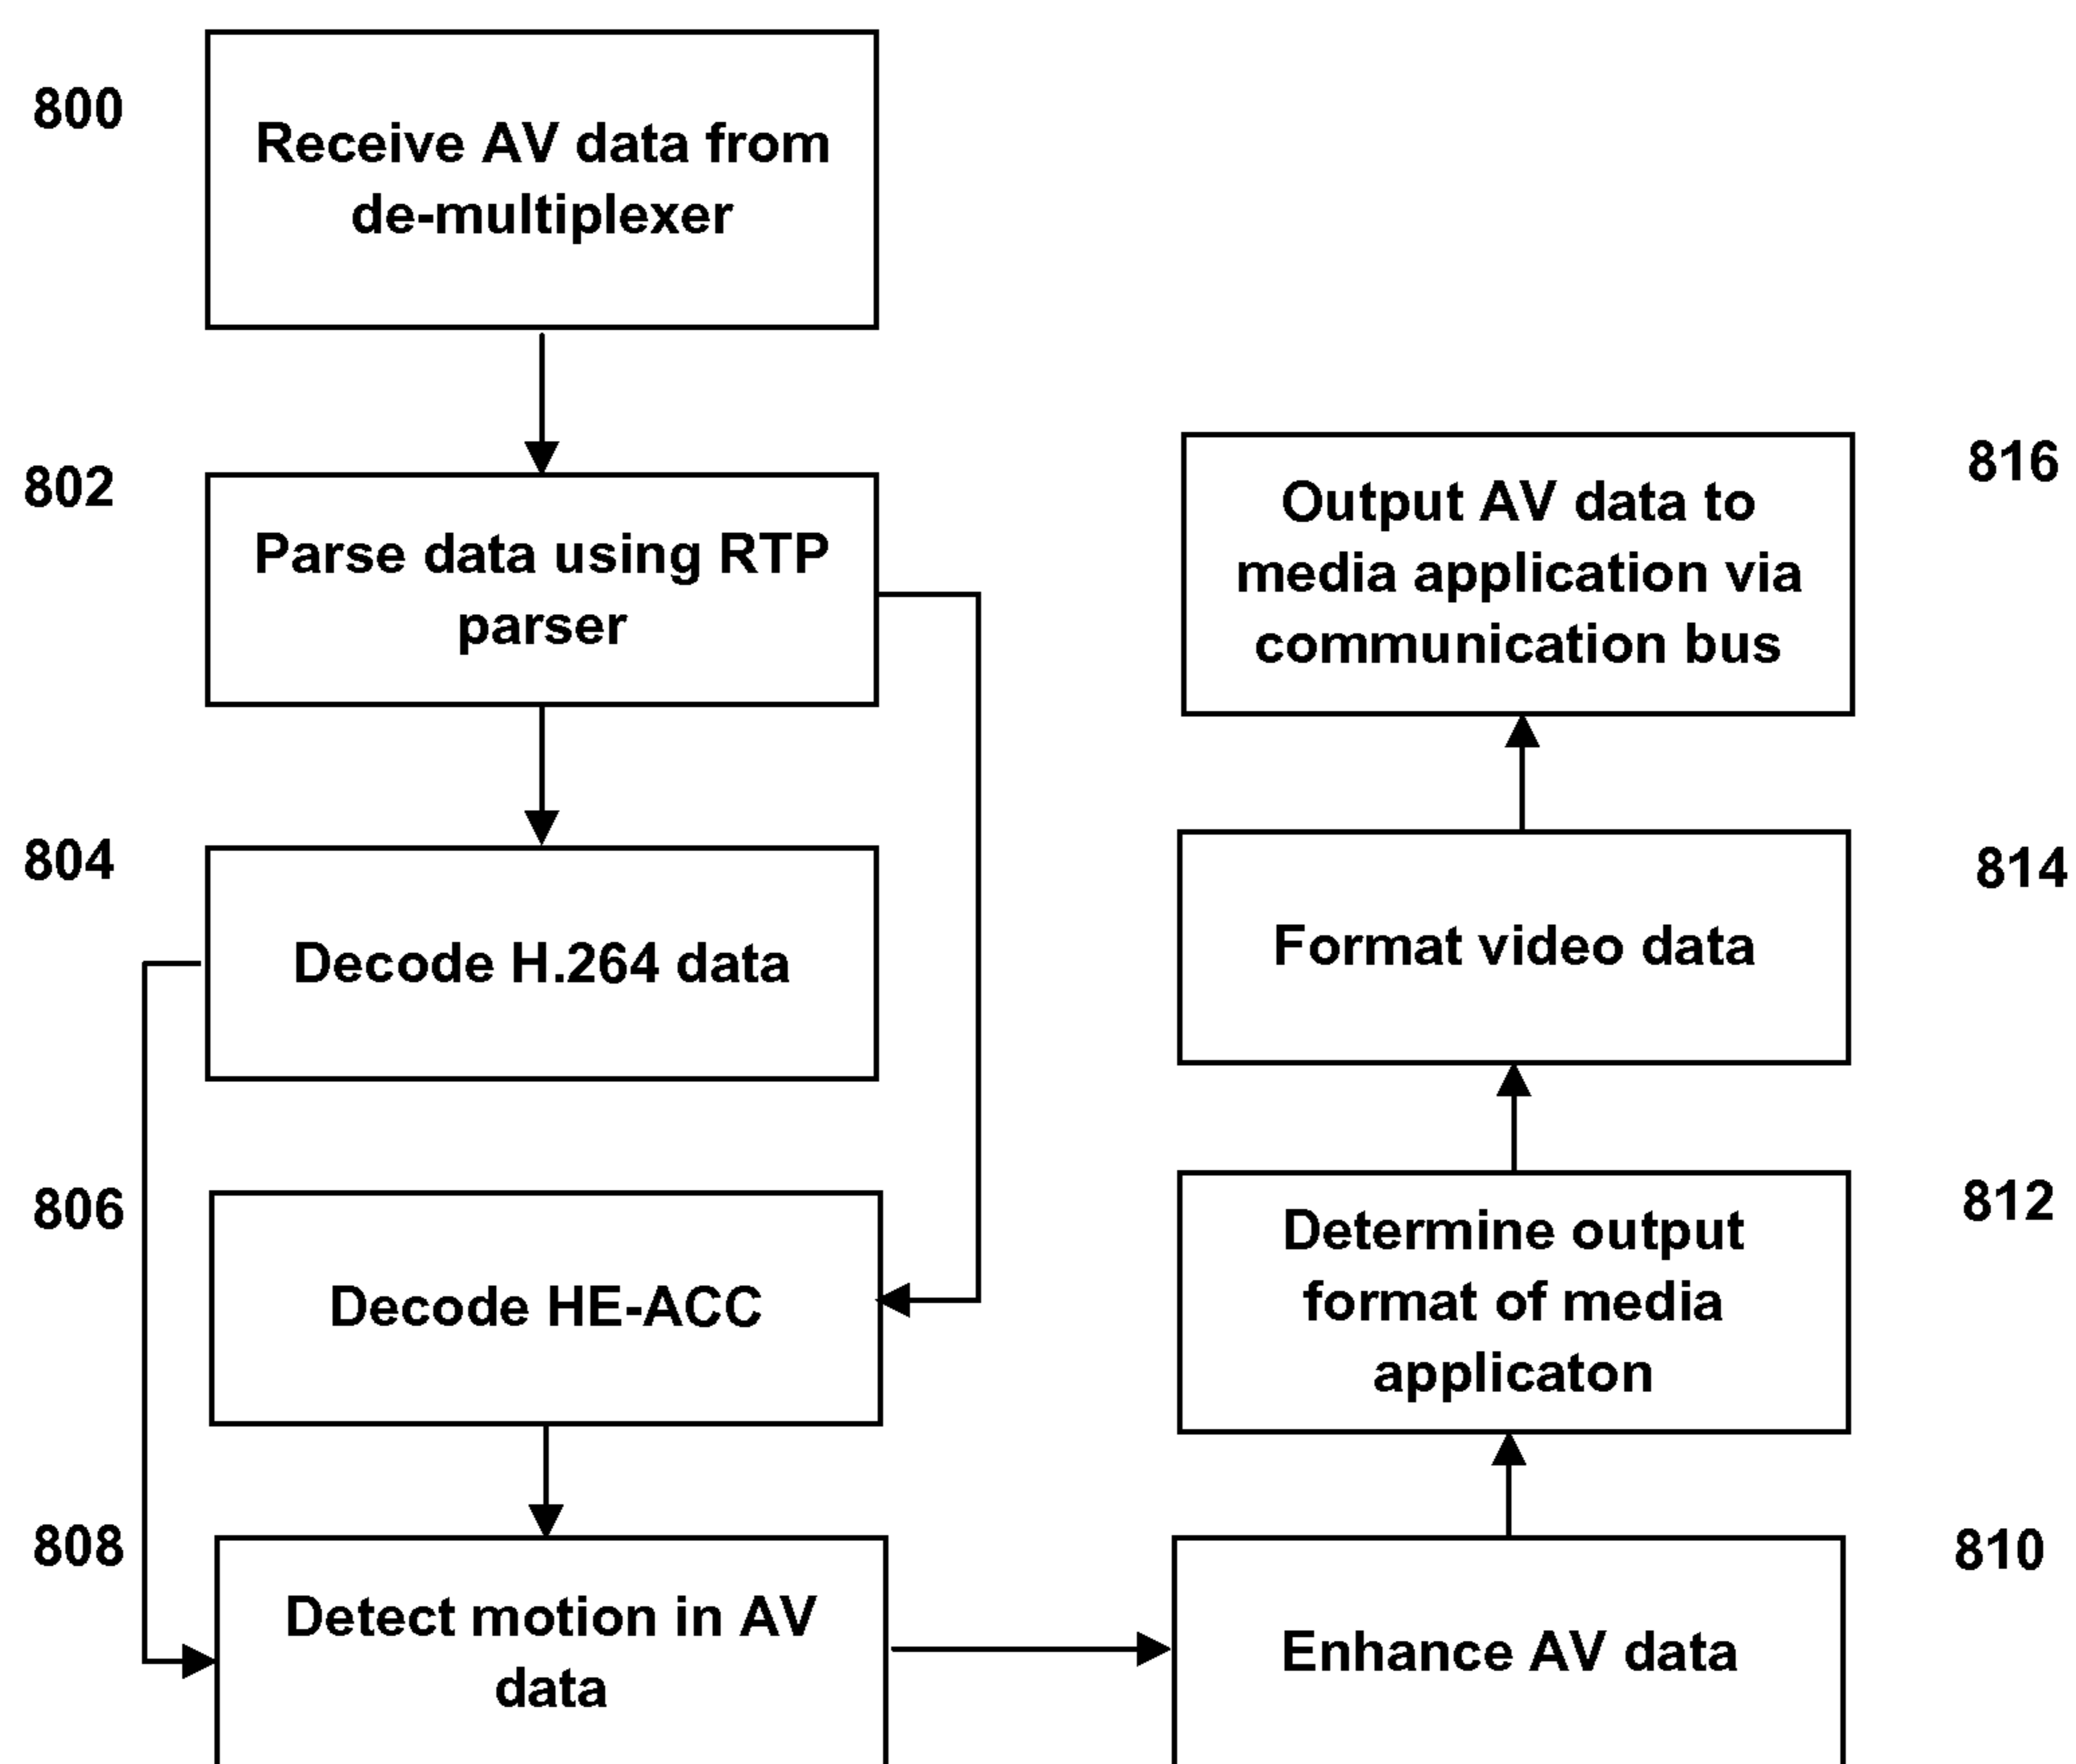 800
Receive AV data from
de-multiplexer
802
Parse data using RTP
parser
804
Decode H.264 data
806
Decode HE-ACC
808
Detect motion in AV
data
810
Enhance AV data
812
Determine output
format of media
applicaton
814
Format video data
816
Output AV data to
media application via
communication bus